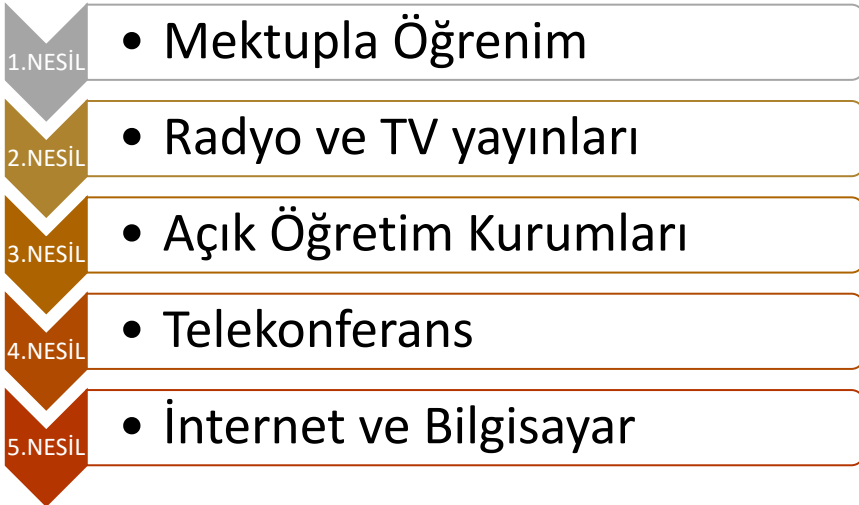 1.NESİL
• Mektupla Öğrenim
2.NESİL
• Radyo ve TV yayınları
3.NESİL
• Açık Öğretim Kurumları
4.NESİL
• Telekonferans
5.NESİL
• İnternet ve Bilgisayar